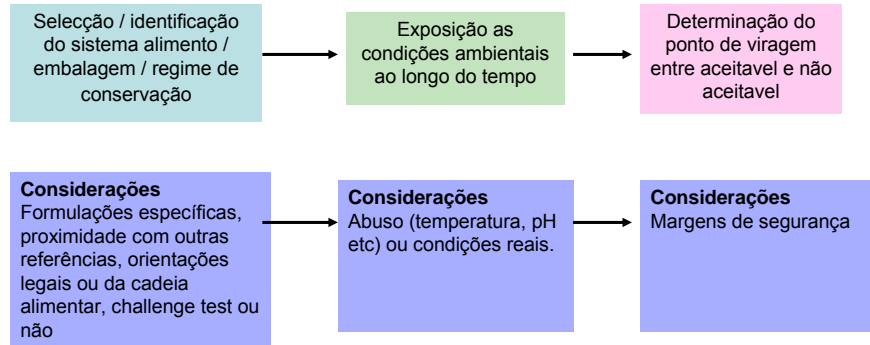 Selecção / identificação
do sistema alimento /
embalagem / regime de
conservação
Exposição as
condições ambientais
ao longo do tempo
Determinação do
ponto de viragem
entre aceitavel e não
aceitavel
Considerações
Formulações específicas,
proximidade com outras
referências, orientações
legais ou da cadeia
alimentar, challenge test ou
não
Considerações
Abuso (temperatura, pH
etc) ou condições reais.
Considerações
Margens de segurança